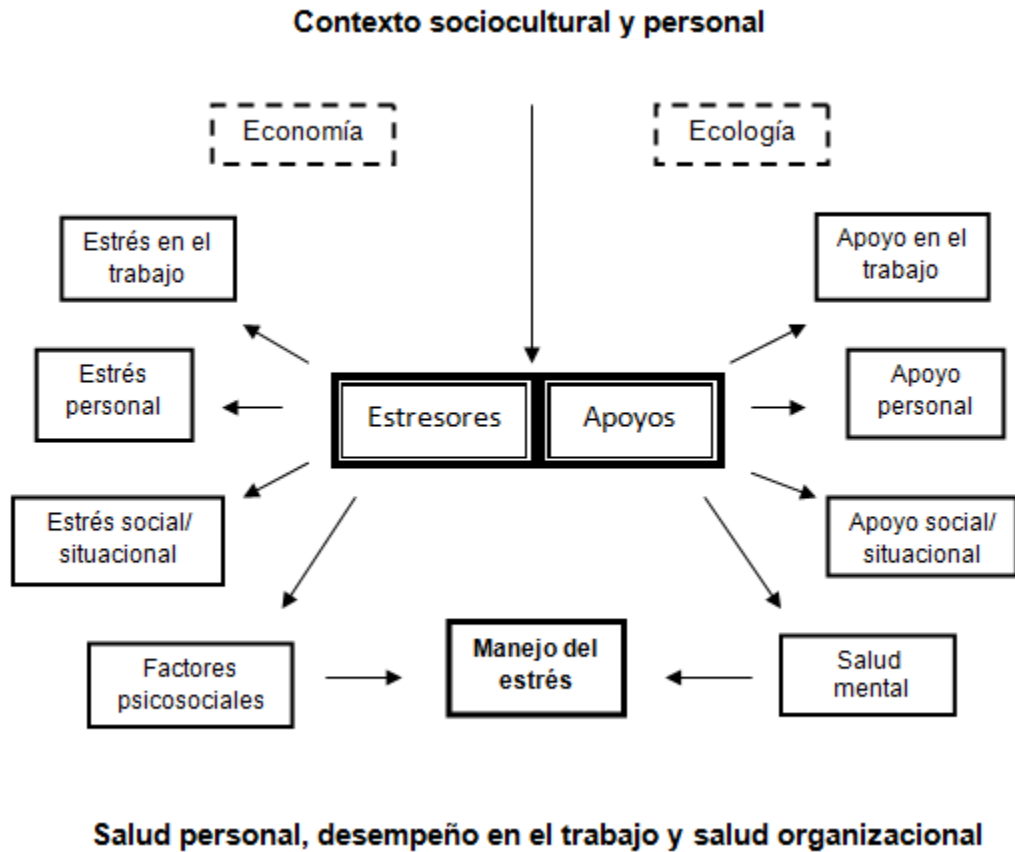 Contexto sociocultural y personal
Economía
Ecología
Estrés en el
trabajo
Apoyo en el
trabajo
Estrés
personal
Estresores
Apoyos
Apoyo
personal
Estrés social/
situacional
Apoyo social/
situacional
Factores
psicosociales
Manejo del
estrés
Salud
mental
Salud personal, desempeño en el trabajo y salud organizacional